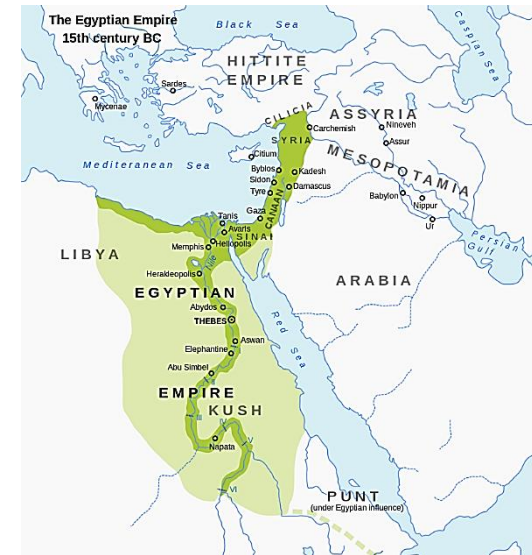 The Egyptian Empire
15th century BC
Black Sea
Caspian Sea
HITTITE
EMPIRE
Sardes
Mycenae
CILICIA
ASSYRIA
Carchemish
Nineveh
SYRIA
Assur
MESOPOTAMIA
Citium
Mediterranean Sea
Byblos
Kadesh
Sidon
Damascus
Tyre
Babylon
Nippur
CANAAN
Gaza
Tanis
Ur
Avaris
SINAI
Memphis
Heliopolis
Persian
Gulf
LIBYA
Nile
Herakleopolis
ARABIA
EGYPTIAN
Abydos
THEBES
Red Sea
Aswan
Elephantine
Abu Simbel
EMPIRE
KUSH
Napata
IV
V
VI
PUNT
(under Egyptian influence)